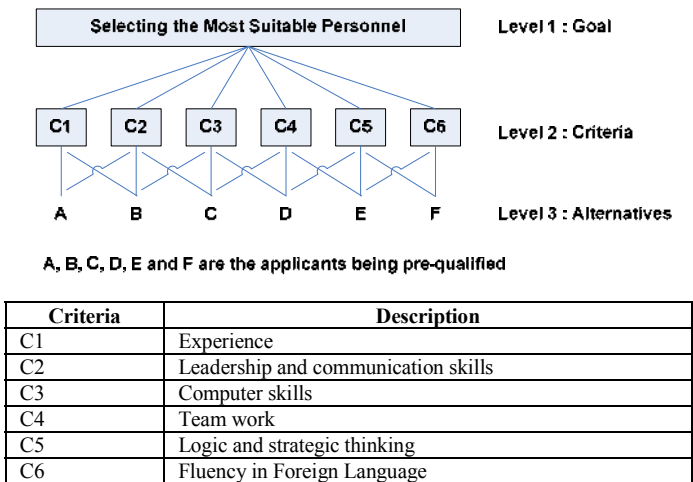 Selecting the Most Suitable Personnel Level 1 : Goal
C1 C2 C3 C4 C5 C6 Level 2 : Criteria
A B C D E F Level 3 : Alternatives
A, B, C, D, E and F are the applicants being pre-qualified
Criteria Description
C1 Experience
C2 Leadership and communication skills
C3 Computer skills
C4 Team work
C5 Logic and strategic thinking
C6 Fluency in Foreign Language